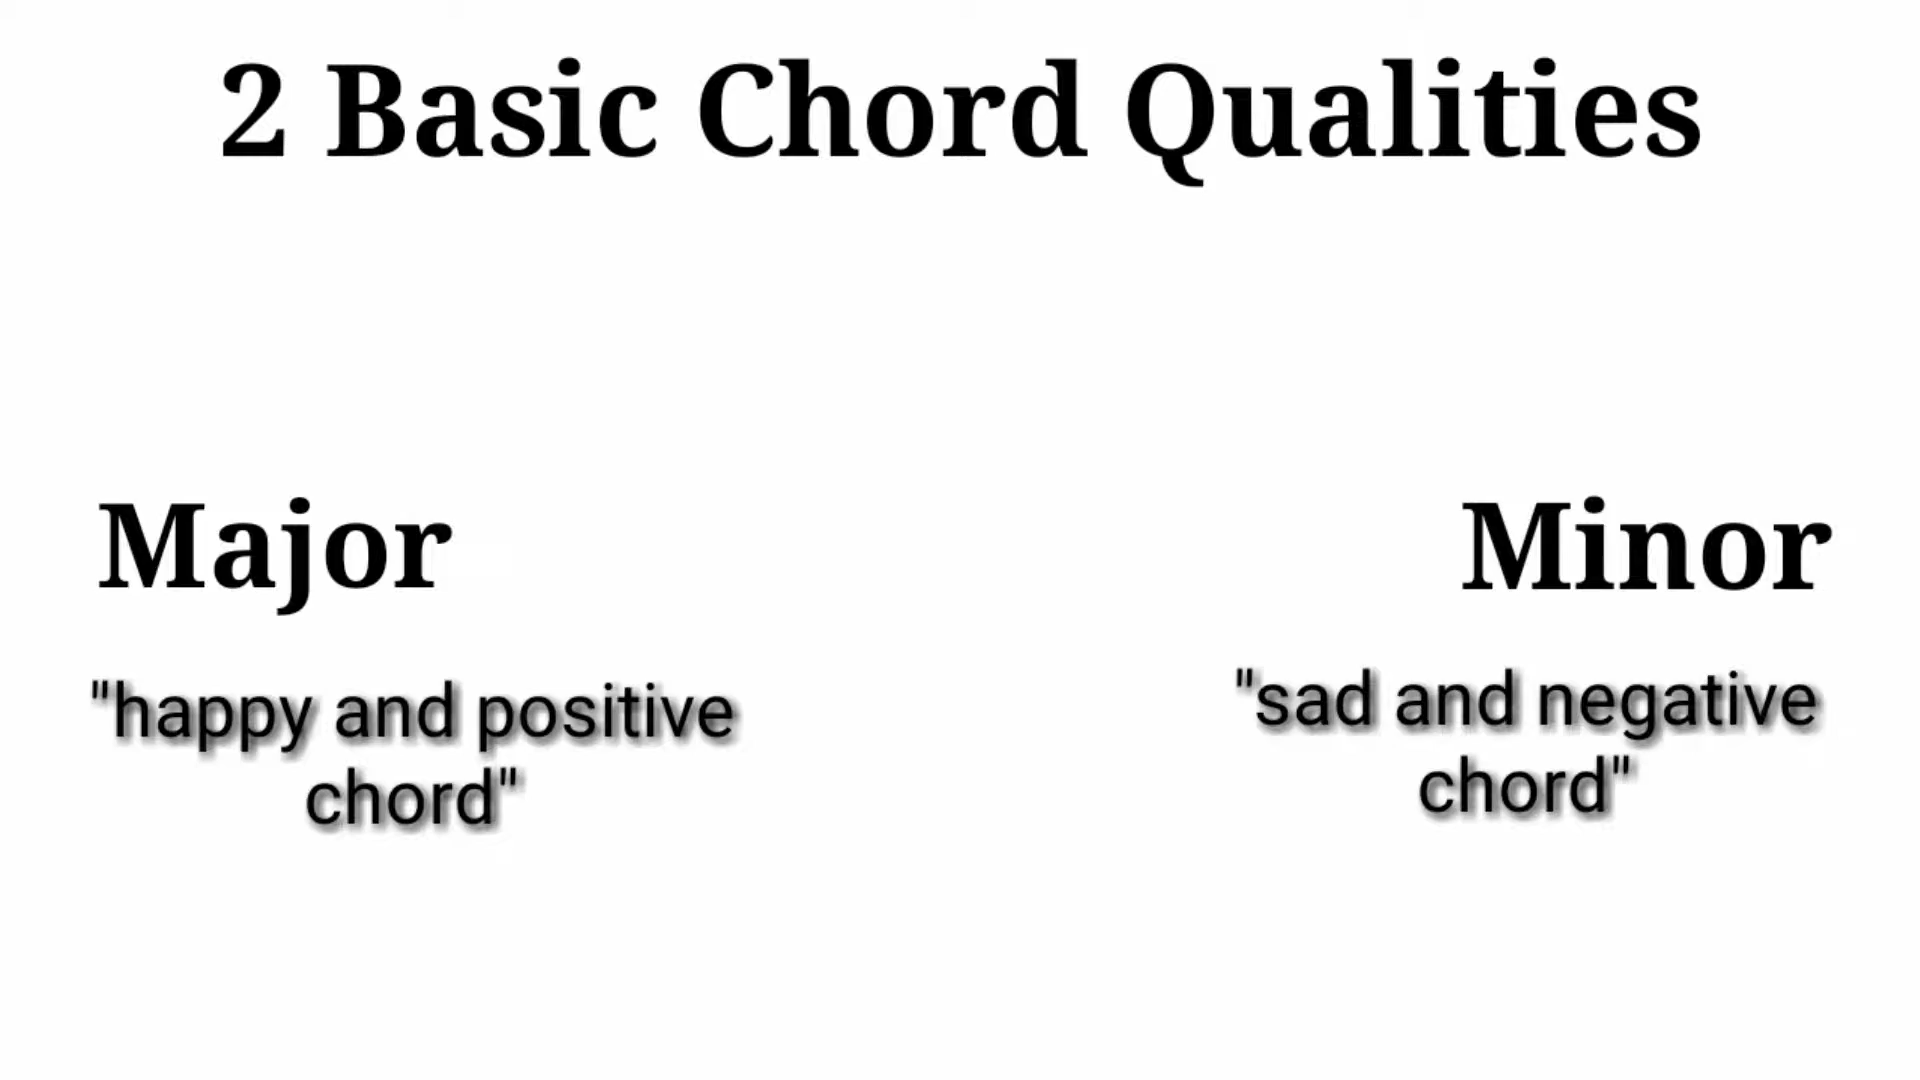 2 Basic Chord Qualities
Major
"happy and positive
chord"
Minor
"sad and negative
chord"